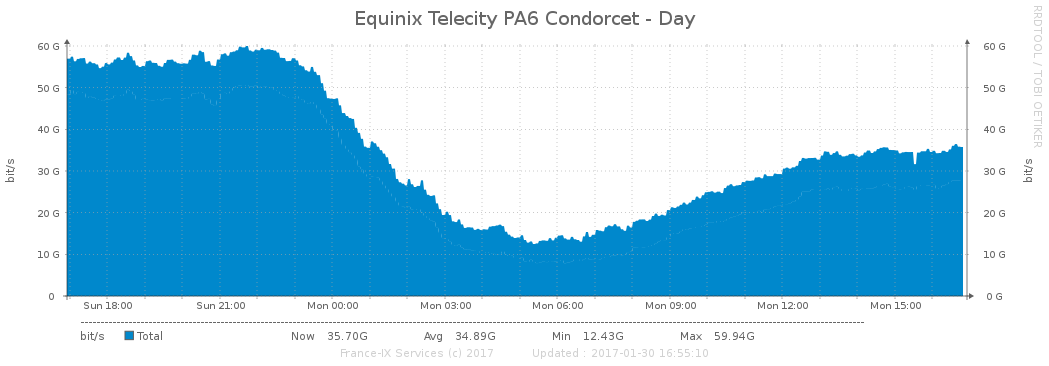 Equinix Telecity PA6 Condorcet - Day
RRDTOOL / TOBI OETIKER
bit/s
60 G
50 G
40 G
30 G
20 G
10 G
0
60 G
50 G
40 G
30 G
20 G
10 G
0 G
bit/s
Sun 18:00 Sun 21:00 Mon 00:00 Mon 03:00 Mon 06:00 Mon 09:00 Mon 12:00 Mon 15:00
bit/s Total Now 35.70G Avg 34.89G Min 12.43G Max 59.94G
France-IX Services (c) 2017 Updated : 2017-01-30 16:55:10